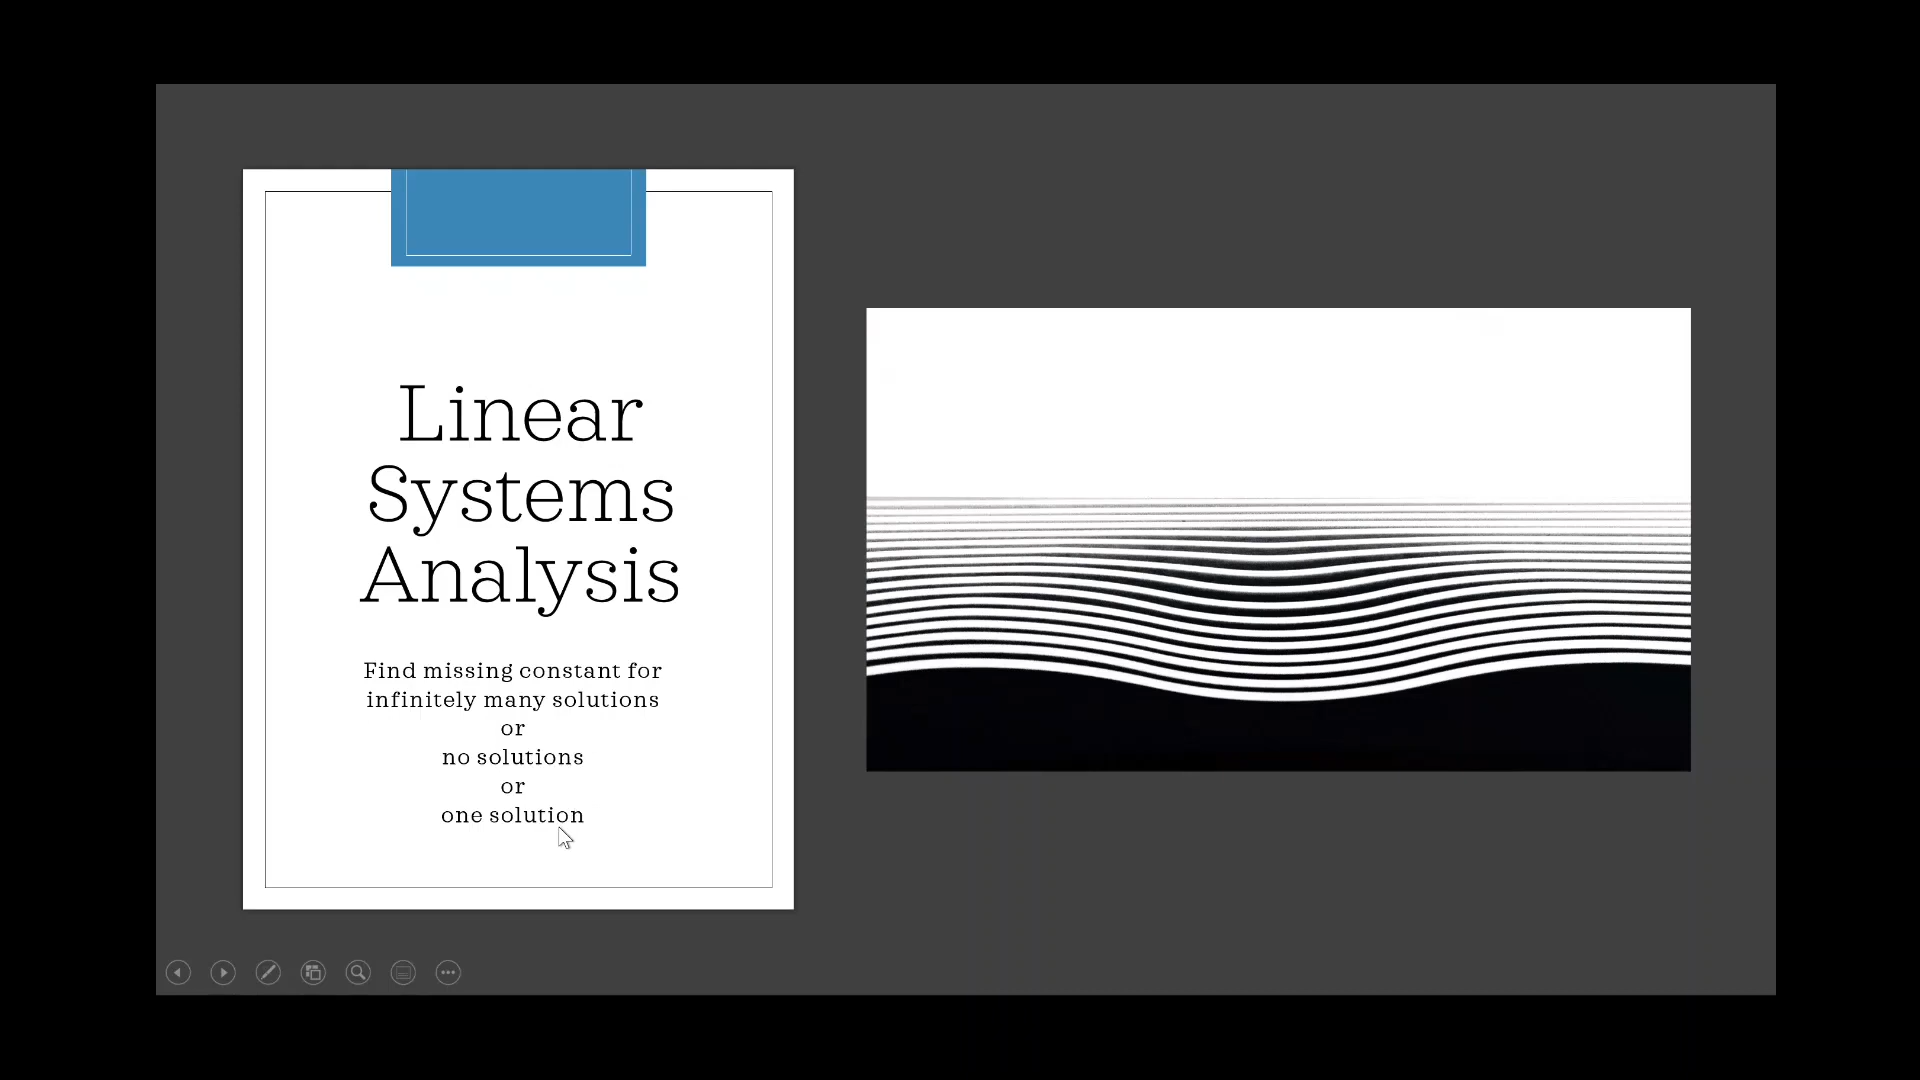 Linear
Systems
Analysis
Find missing constant for
infinitely many solutions
or
no solutions
or
one solution